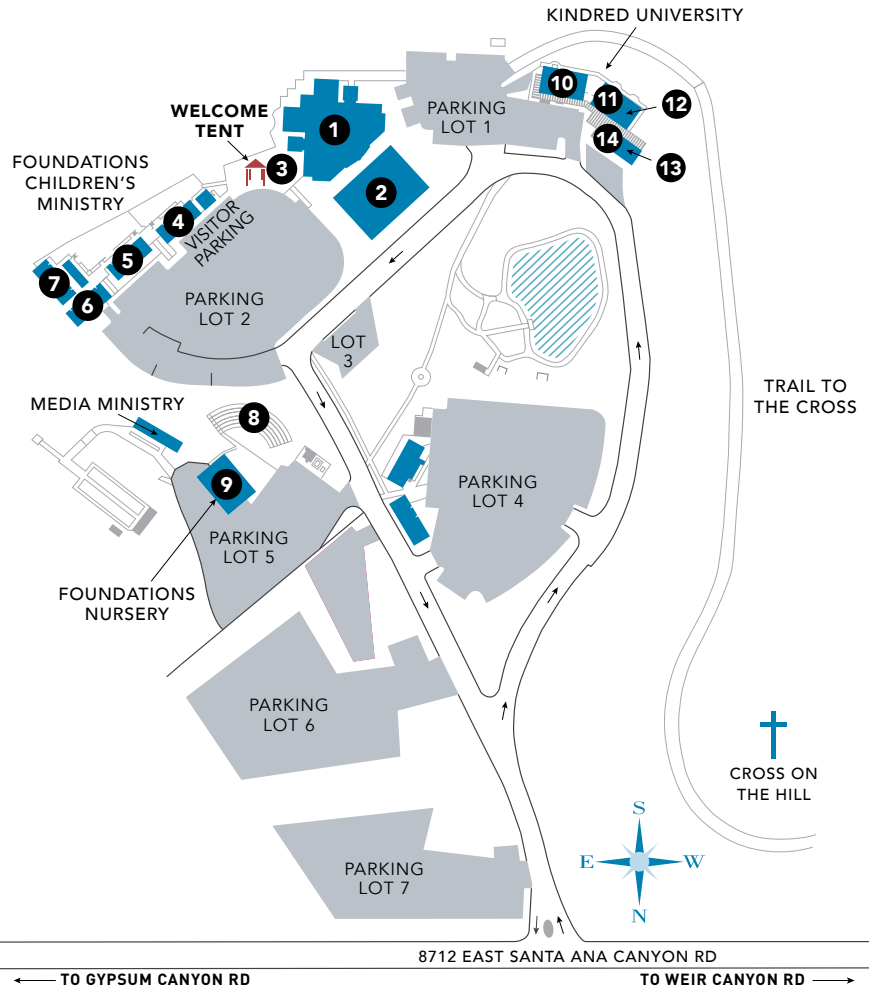 KINDRED UNIVERSITY
10
11
12
14
13
PARKING
LOT 1
WELCOME
TENT
1
3
2
FOUNDATIONS
CHILDREN'S
MINISTRY
4
VISITOR
PARKING
5
7
6
PARKING
LOT 2
LOT
3
TRAIL TO
THE CROSS
MEDIA MINISTRY
8
9
PARKING
LOT 4
PARKING
LOT 5
FOUNDATIONS
NURSERY
PARKING
LOT 6
CROSS ON
THE HILL
S
E
W
N
PARKING
LOT 7
8712 EAST SANTA ANA CANYON RD
TO GYPSUM CANYON RD
TO WEIR CANYON RD